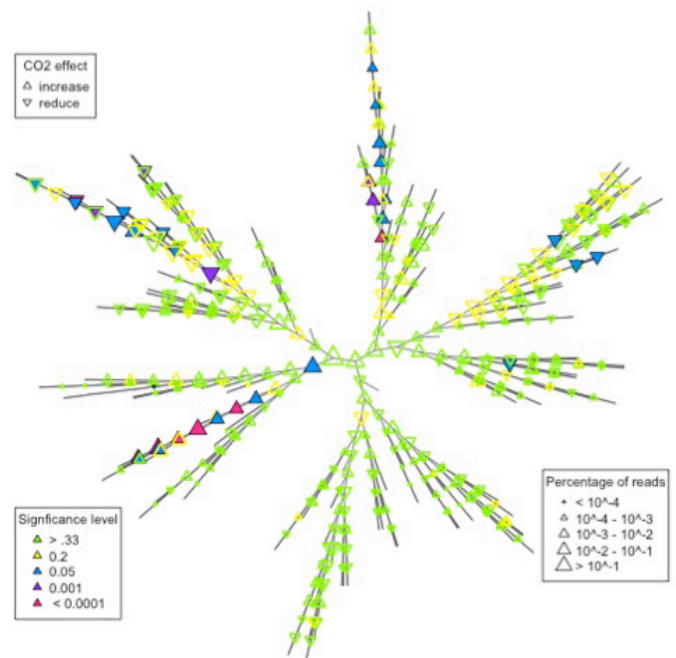 CO2 effect
increase
reduce
Signficance level
> .33
0.2
0.05
0.001
< 0.0001
Percentage of reads
< 10^-4
10^-4 - 10^-3
10^-3 - 10^-2
10^-2 - 10^-1
> 10^-1